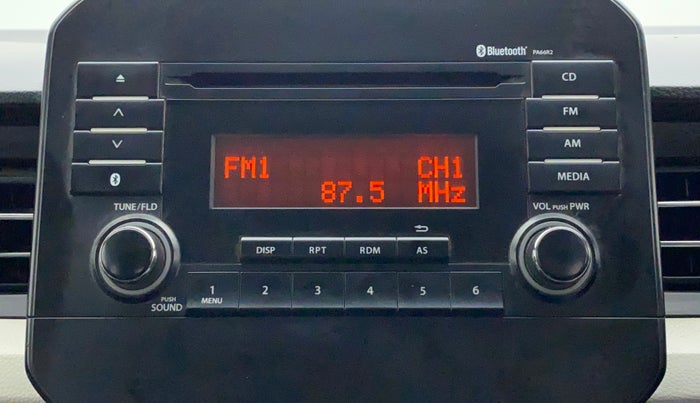 Bluetooth PA66R2
CD
FM
AM
MEDIA
FM1 CH1
87.5 MHz
TUNE/FLD
VOL PUSH PWR
DISP RPT RDM AS
PUSH
SOUND
1 2 3 4 5 6
MENU